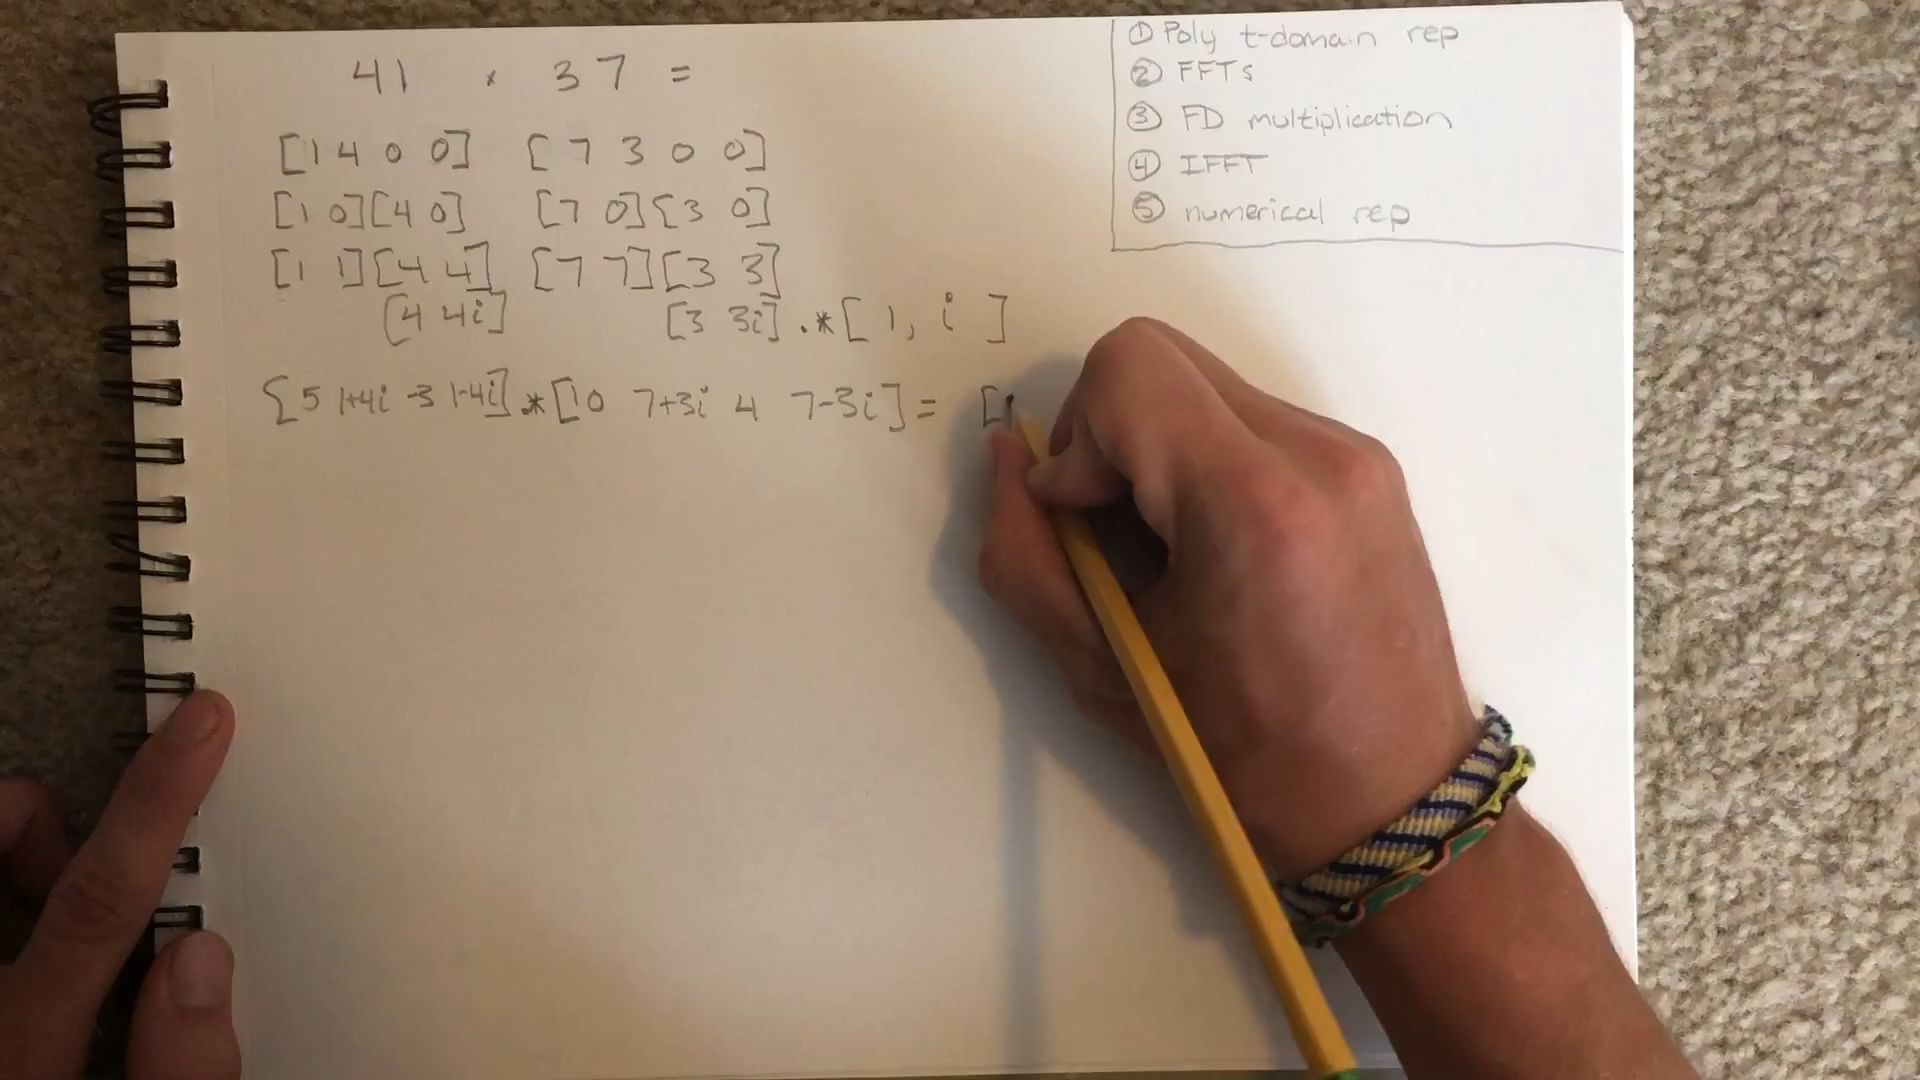 41 * 37 =
[1 4 0 0] [7 3 0 0]
[1 0][4 0] [7 0][3 0]
[1 1][4 4] [7 7][3 3]
[4 4i] [3 3i] .*[1, i ]
[5 1+4i -3 1-4i].*[10 7+3i 4 7-3i] = [
① Poly t-domain rep
② FFTs
③ FD multiplication
④ IFFT
⑤ numerical rep